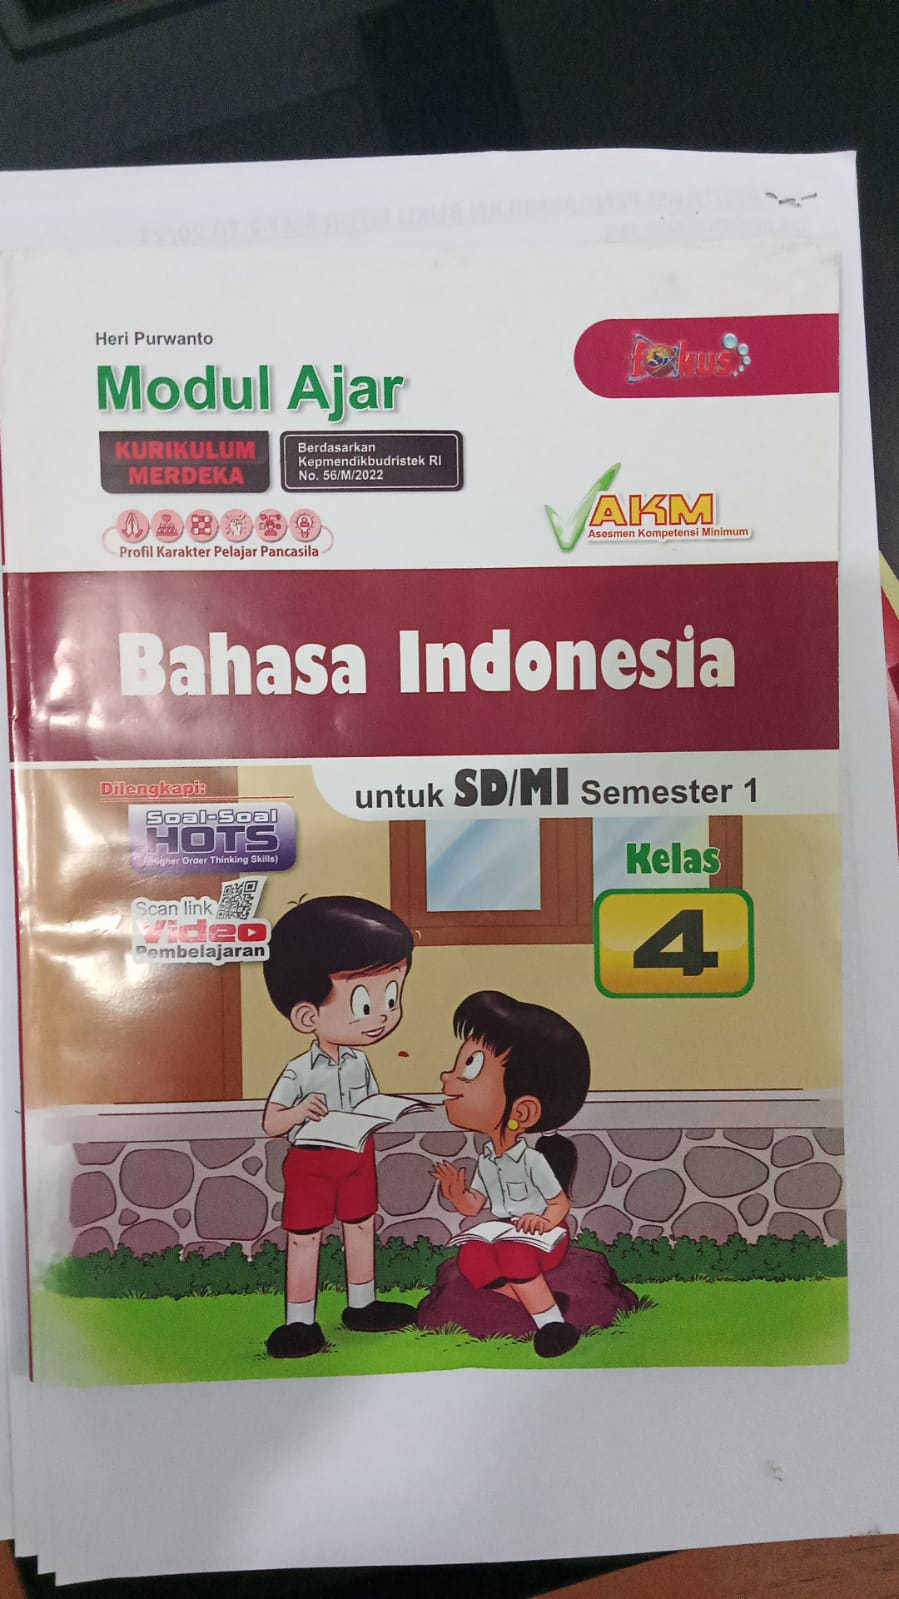 Heri Purwanto
Modul Ajar
fokus
KURIKULUM
MERDEKA
Berdasarkan
Kepmendikbudristek RI
No. 56/M/2022
AKM
Asesmen Kompetensi Minimum
Profil Karakter Pelajar Pancasila
Bahasa Indonesia
untuk SD/MI Semester 1
Dilengkapi:
Soal-Soal
HOTS
(Higher Order Thinking Skills)
Kelas
4
Scan link
Video
Pembelajaran